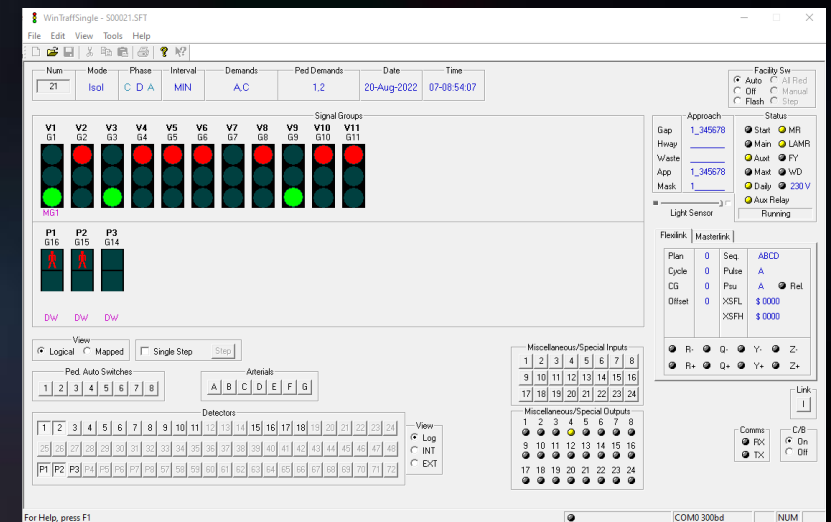 WinTraffSingle - S00021.SFT
File Edit View Tools Help
Num Mode Phase Interval Demands Ped Demands Date Time
21 Isol C D A MIN A,C 1,2 20-Aug-2022 07-08:54:07
Facility Sw
Auto All Red
Off Manual
Flash Step
Signal Groups
V1 V2 V3 V4 V5 V6 V7 V8 V9 V10 V11
G1 G2 G3 G4 G5 G6 G7 G8 G9 G10 G11
MG1
P1 P2 P3
G16 G15 G14
DW DW DW
Approach
Gap 1_345678
Hway ________
Waste ________
App 1_345678
Mask 1_______
Light Sensor
Status
Start MR
Main LAMR
Auxt FY
Maxt WD
Daily 230 V
Aux Relay
Running
Flexilink Masterlink
Plan 0 Seq. ABCD
Cycle 0 Pulse A
CG 0 Psu A Rel.
Offset 0 XSFL $ 0000
XSFH $ 0000
R- Q- Y- Z-
R+ Q+ Y+ Z+
View
Logical Mapped
Single Step Step
Ped. Auto Switches
1 2 3 4 5 6 7 8
Arterials
A B C D E F G
Detectors
1 2 3 4 5 6 7 8 9 10 11 12 13 14 15 16 17 18 19 20 21 22 23 24
25 26 27 28 29 30 31 32 33 34 35 36 37 38 39 40 41 42 43 44 45 46 47 48
P1 P2 P3 P4 P5 P6 P7 P8 57 58 59 60 61 62 63 64 65 66 67 68 69 70 71 72
View
Log
INT
EXT
Miscellaneous/Special Inputs
1 2 3 4 5 6 7 8
9 10 11 12 13 14 15 16
17 18 19 20 21 22 23 24
Miscellaneous/Special Outputs
1 2 3 4 5 6 7 8
9 10 11 12 13 14 15 16
17 18 19 20 21 22 23 24
Link
I
Comms
RX
TX
C/B
On
Off
For Help, press F1
COM0 300bd
NUM